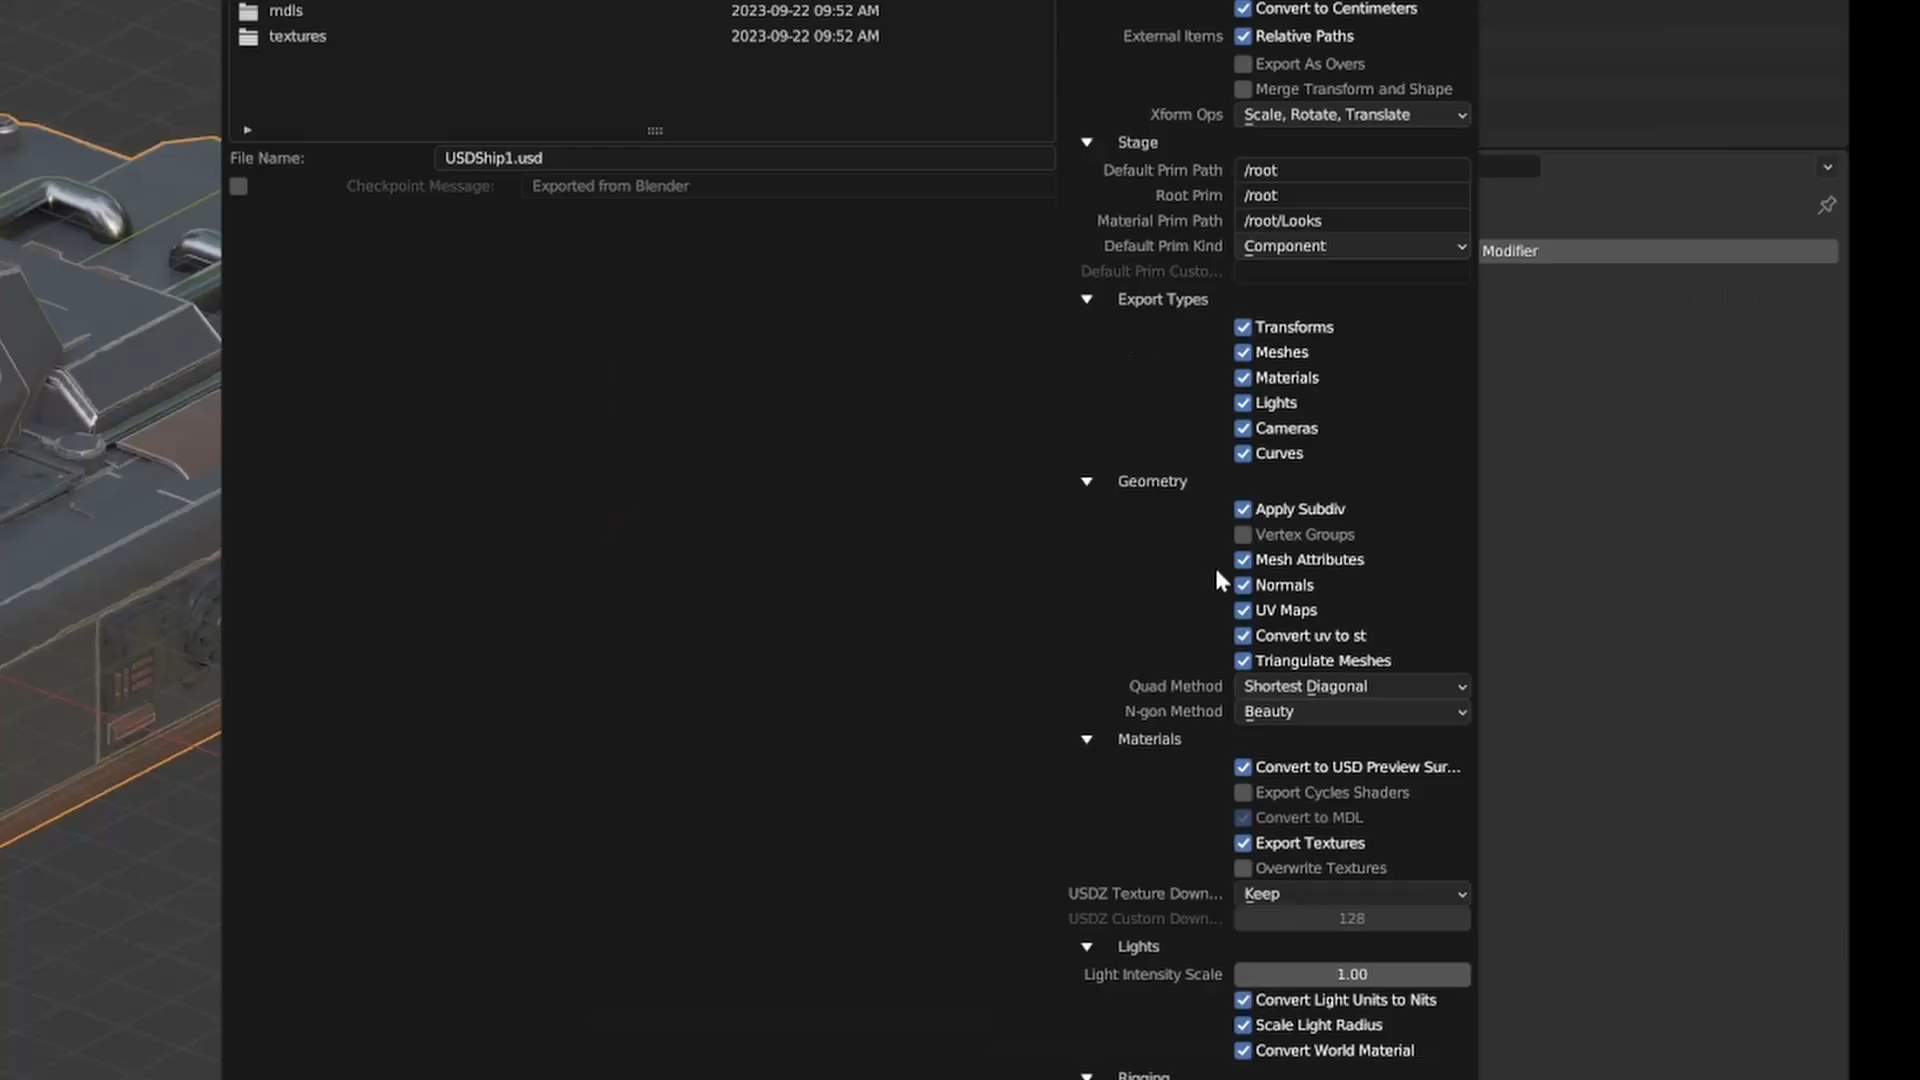 mdls 2023-09-22 09:52 AM
textures 2023-09-22 09:52 AM
File Name: USDShip1.usd
Checkpoint Message: Exported from Blender
Convert to Centimeters
External Items Relative Paths
Export As Overs
Merge Transform and Shape
Xform Ops Scale, Rotate, Translate
Stage
Default Prim Path /root
Root Prim /root
Material Prim Path /root/Looks
Default Prim Kind Component
Default Prim Custo...
Export Types
Transforms
Meshes
Materials
Lights
Cameras
Curves
Geometry
Apply Subdiv
Vertex Groups
Mesh Attributes
Normals
UV Maps
Convert uv to st
Triangulate Meshes
Quad Method Shortest Diagonal
N-gon Method Beauty
Materials
Convert to USD Preview Sur...
Export Cycles Shaders
Convert to MDL
Export Textures
Overwrite Textures
USDZ Texture Down... Keep
USDZ Custom Down... 128
Lights
Light Intensity Scale 1.00
Convert Light Units to Nits
Scale Light Radius
Convert World Material
Rigging
Modifier